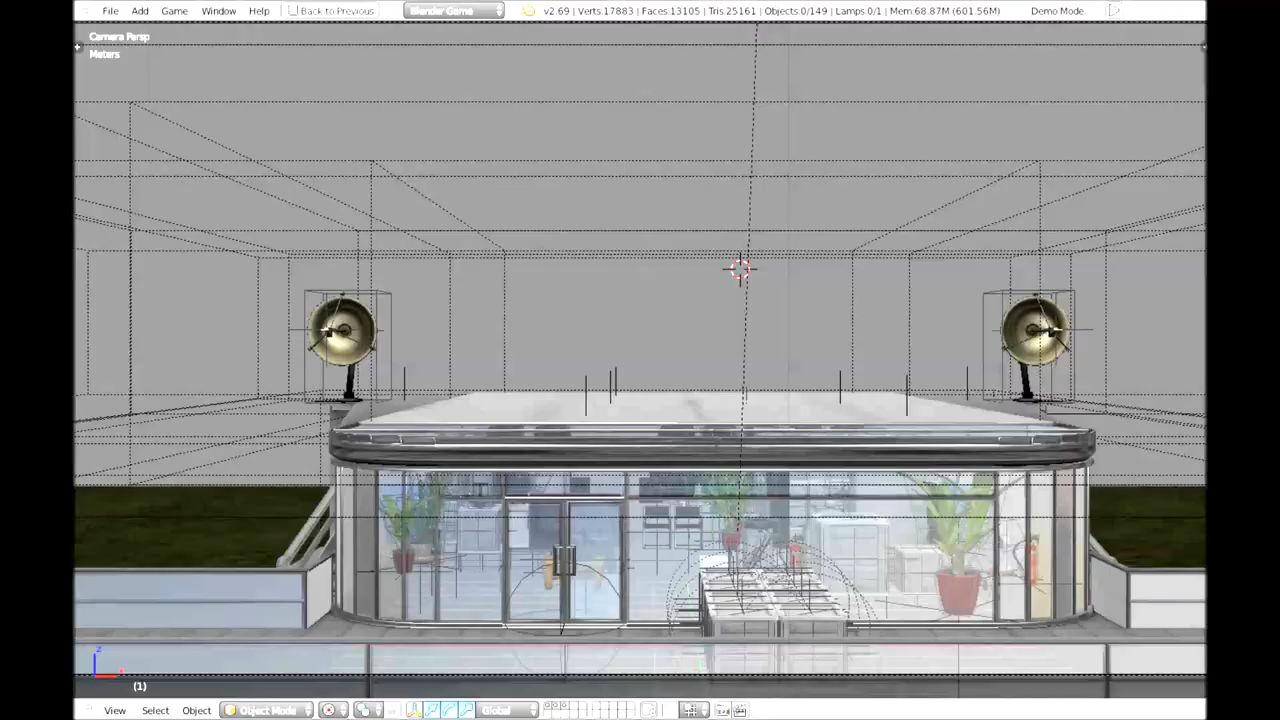 File Add Game Window Help Back to Previous Blender Game v2.69 | Verts:17883 | Faces:13105 | Tris:25161 | Objects:0/149 | Lamps:0/1 | Mem:68.87M (601.56M) Demo Mode
Camera Persp
Meters
z
x
(1)
View Select Object Object Mode Global